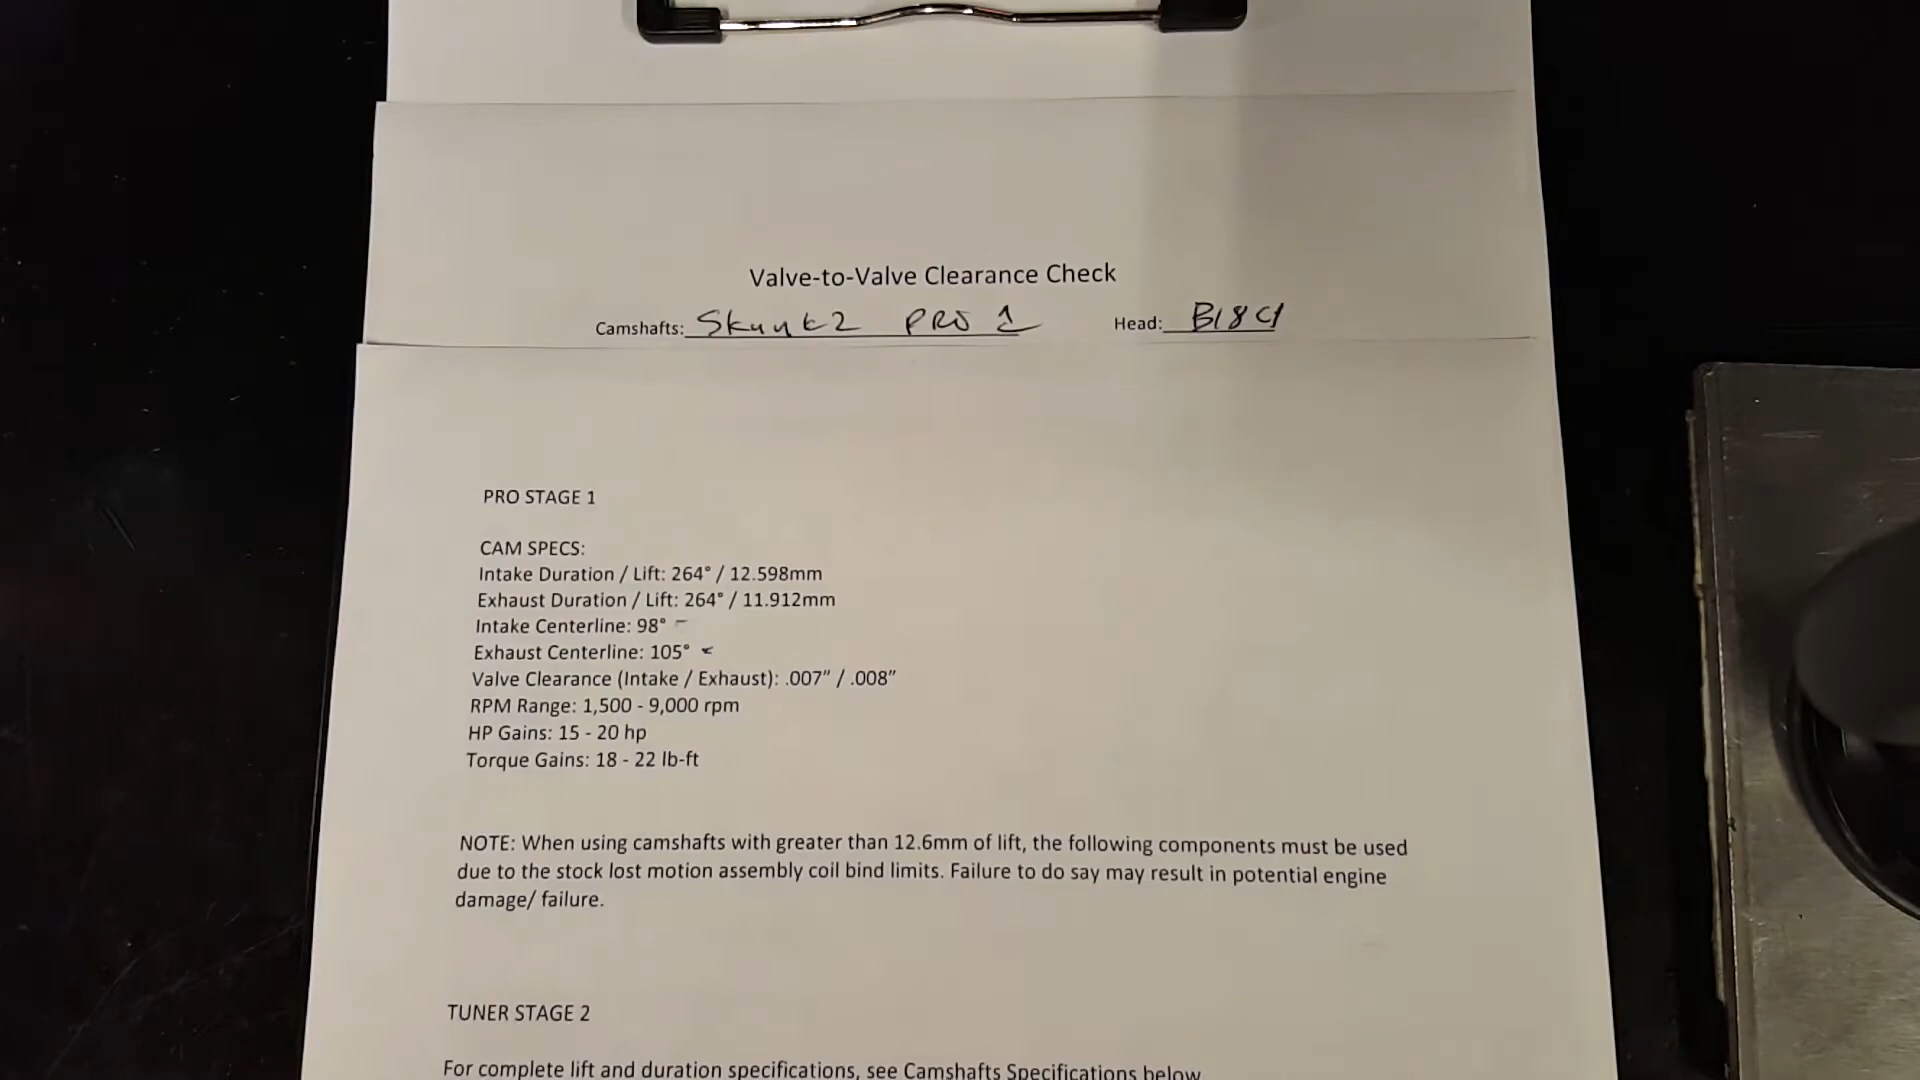 Valve-to-Valve Clearance Check
Camshafts: Skunk2 PRO 1 Head: B18C1
PRO STAGE 1
CAM SPECS:
Intake Duration / Lift: 264° / 12.598mm
Exhaust Duration / Lift: 264° / 11.912mm
Intake Centerline: 98°
Exhaust Centerline: 105°
Valve Clearance (Intake / Exhaust): .007” / .008”
RPM Range: 1,500 - 9,000 rpm
HP Gains: 15 - 20 hp
Torque Gains: 18 - 22 lb-ft
NOTE: When using camshafts with greater than 12.6mm of lift, the following components must be used
due to the stock lost motion assembly coil bind limits. Failure to do say may result in potential engine
damage/ failure.
TUNER STAGE 2
For complete lift and duration specifications, see Camshafts Specifications below